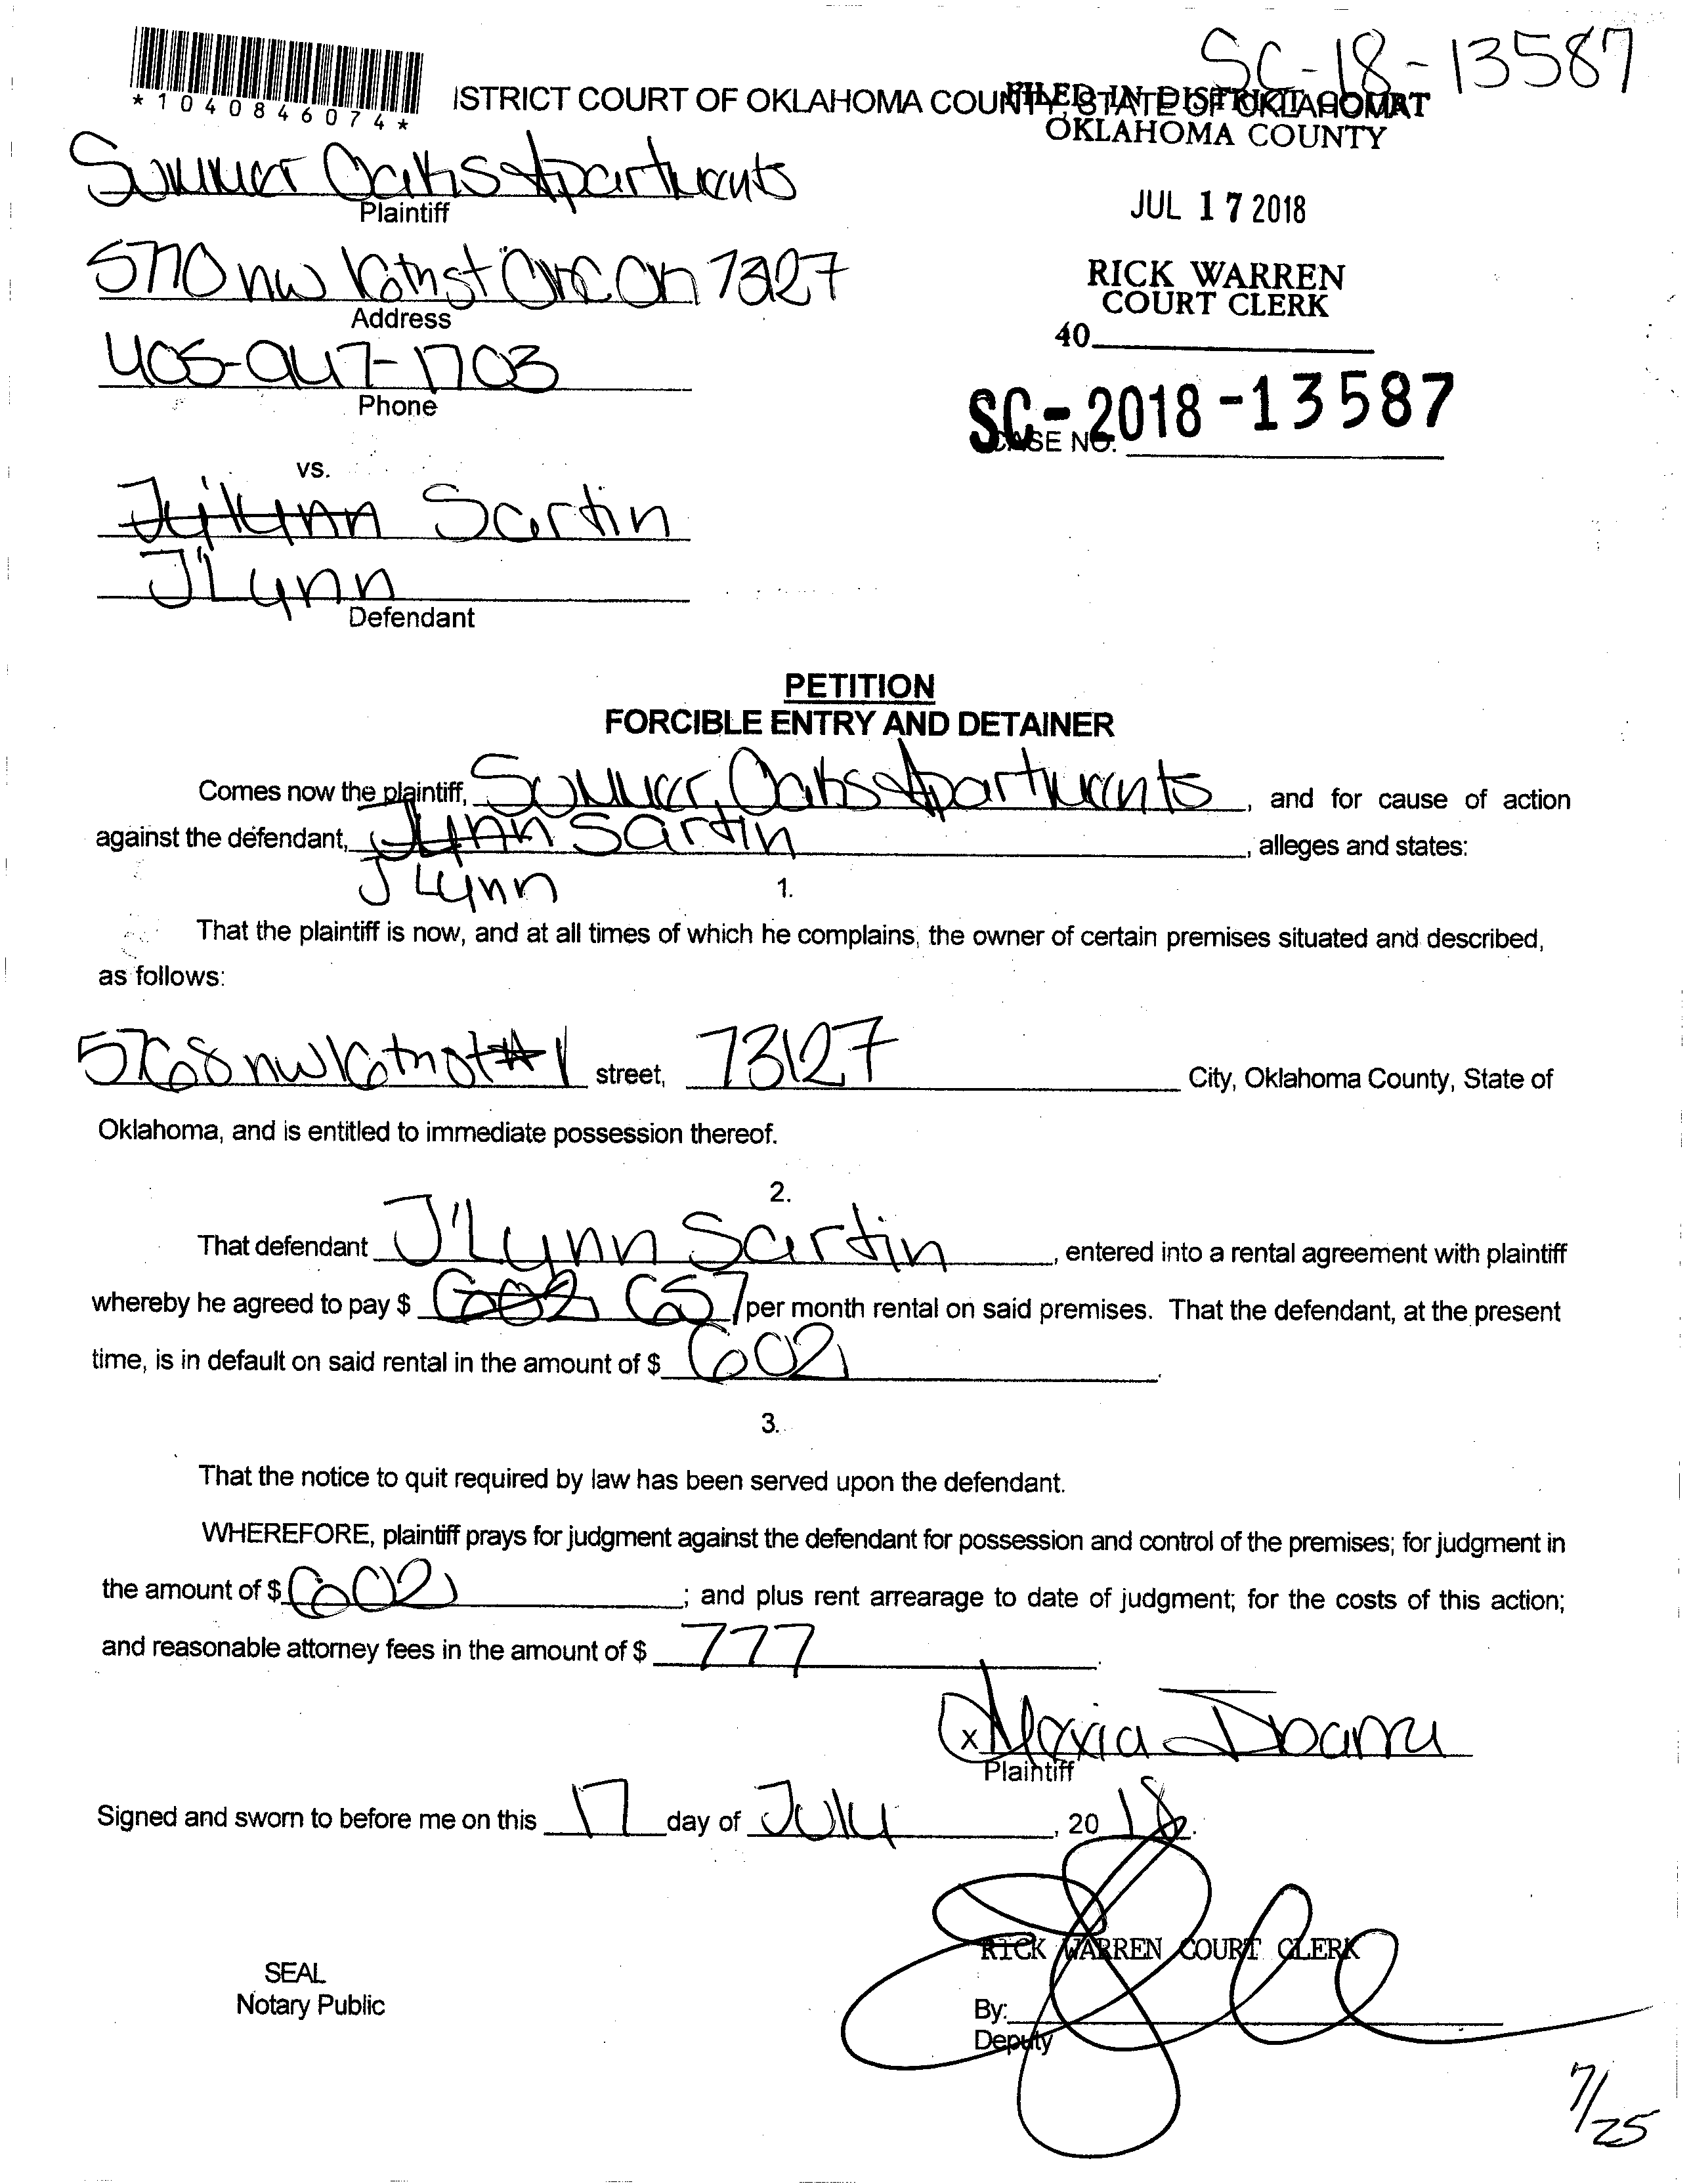 SC-18-13587
*1040846074*
ISTRICT COURT OF OKLAHOMA COUNTY, STATE OF OKLAHOMA
FILED IN DISTRICT COURT
OKLAHOMA COUNTY
Summer Oaks Apartments
Plaintiff
JUL 17 2018
5770 nw 16th st OKC OK 73127
Address
RICK WARREN
COURT CLERK
40
405-947-1703
Phone
SC-2018-13587
CASE NO.
vs.
Sartin
J'Lynn
Defendant
PETITION
FORCIBLE ENTRY AND DETAINER
Comes now the plaintiff, Summer Oaks Apartments, and for cause of action
against the defendant, Sartin, alleges and states:
J Lynn
1.
That the plaintiff is now, and at all times of which he complains, the owner of certain premises situated and described,
as follows:
5768 nw 16th st #1 street, 73127 City, Oklahoma County, State of
Oklahoma, and is entitled to immediate possession thereof.
2.
That defendant J'Lynn Sartin, entered into a rental agreement with plaintiff
whereby he agreed to pay $ 602 657 per month rental on said premises. That the defendant, at the present
time, is in default on said rental in the amount of $ 602.
3.
That the notice to quit required by law has been served upon the defendant.
WHEREFORE, plaintiff prays for judgment against the defendant for possession and control of the premises; for judgment in
the amount of $ 602; and plus rent arrearage to date of judgment; for the costs of this action;
and reasonable attorney fees in the amount of $ 777.
x Alexia
Plaintiff
Signed and sworn to before me on this 17 day of July, 2018.
RICK WARREN COURT CLERK
SEAL
Notary Public
By:
Deputy
7/25